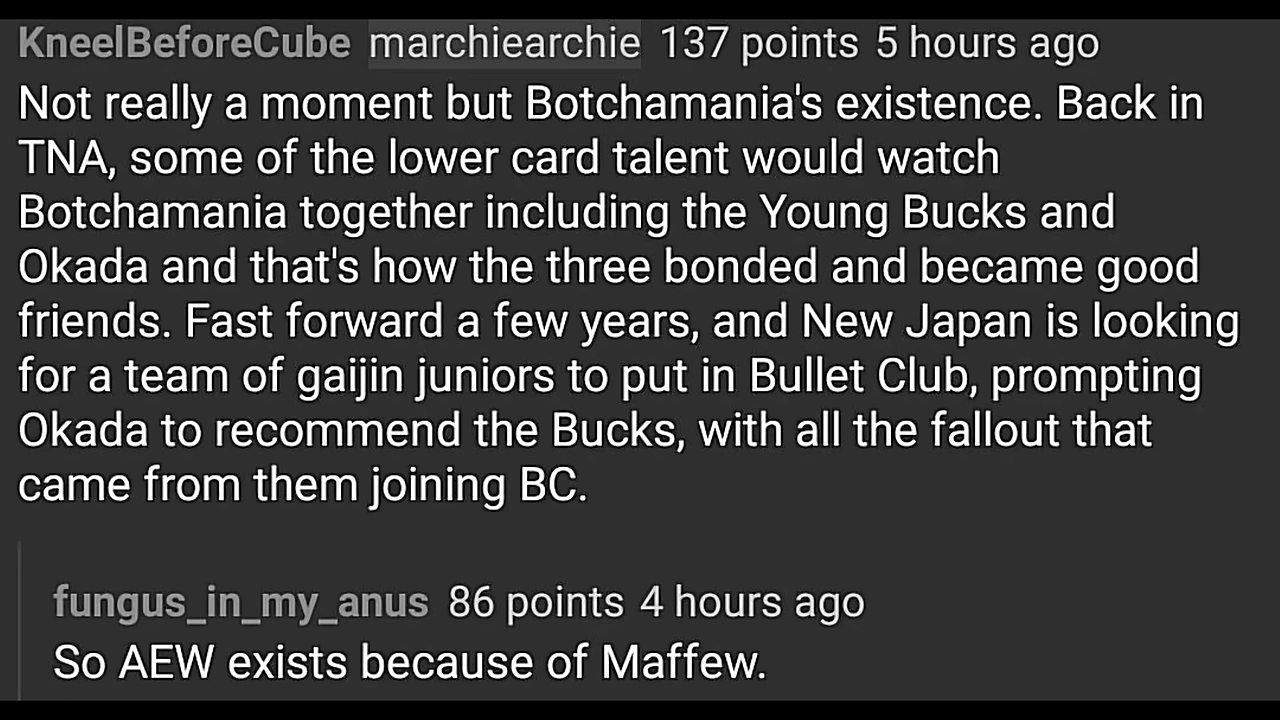 KneelBeforeCube marchiearchie 137 points 5 hours ago
Not really a moment but Botchamania's existence. Back in
TNA, some of the lower card talent would watch
Botchamania together including the Young Bucks and
Okada and that's how the three bonded and became good
friends. Fast forward a few years, and New Japan is looking
for a team of gaijin juniors to put in Bullet Club, prompting
Okada to recommend the Bucks, with all the fallout that
came from them joining BC.
fungus_in_my_anus 86 points 4 hours ago
So AEW exists because of Maffew.